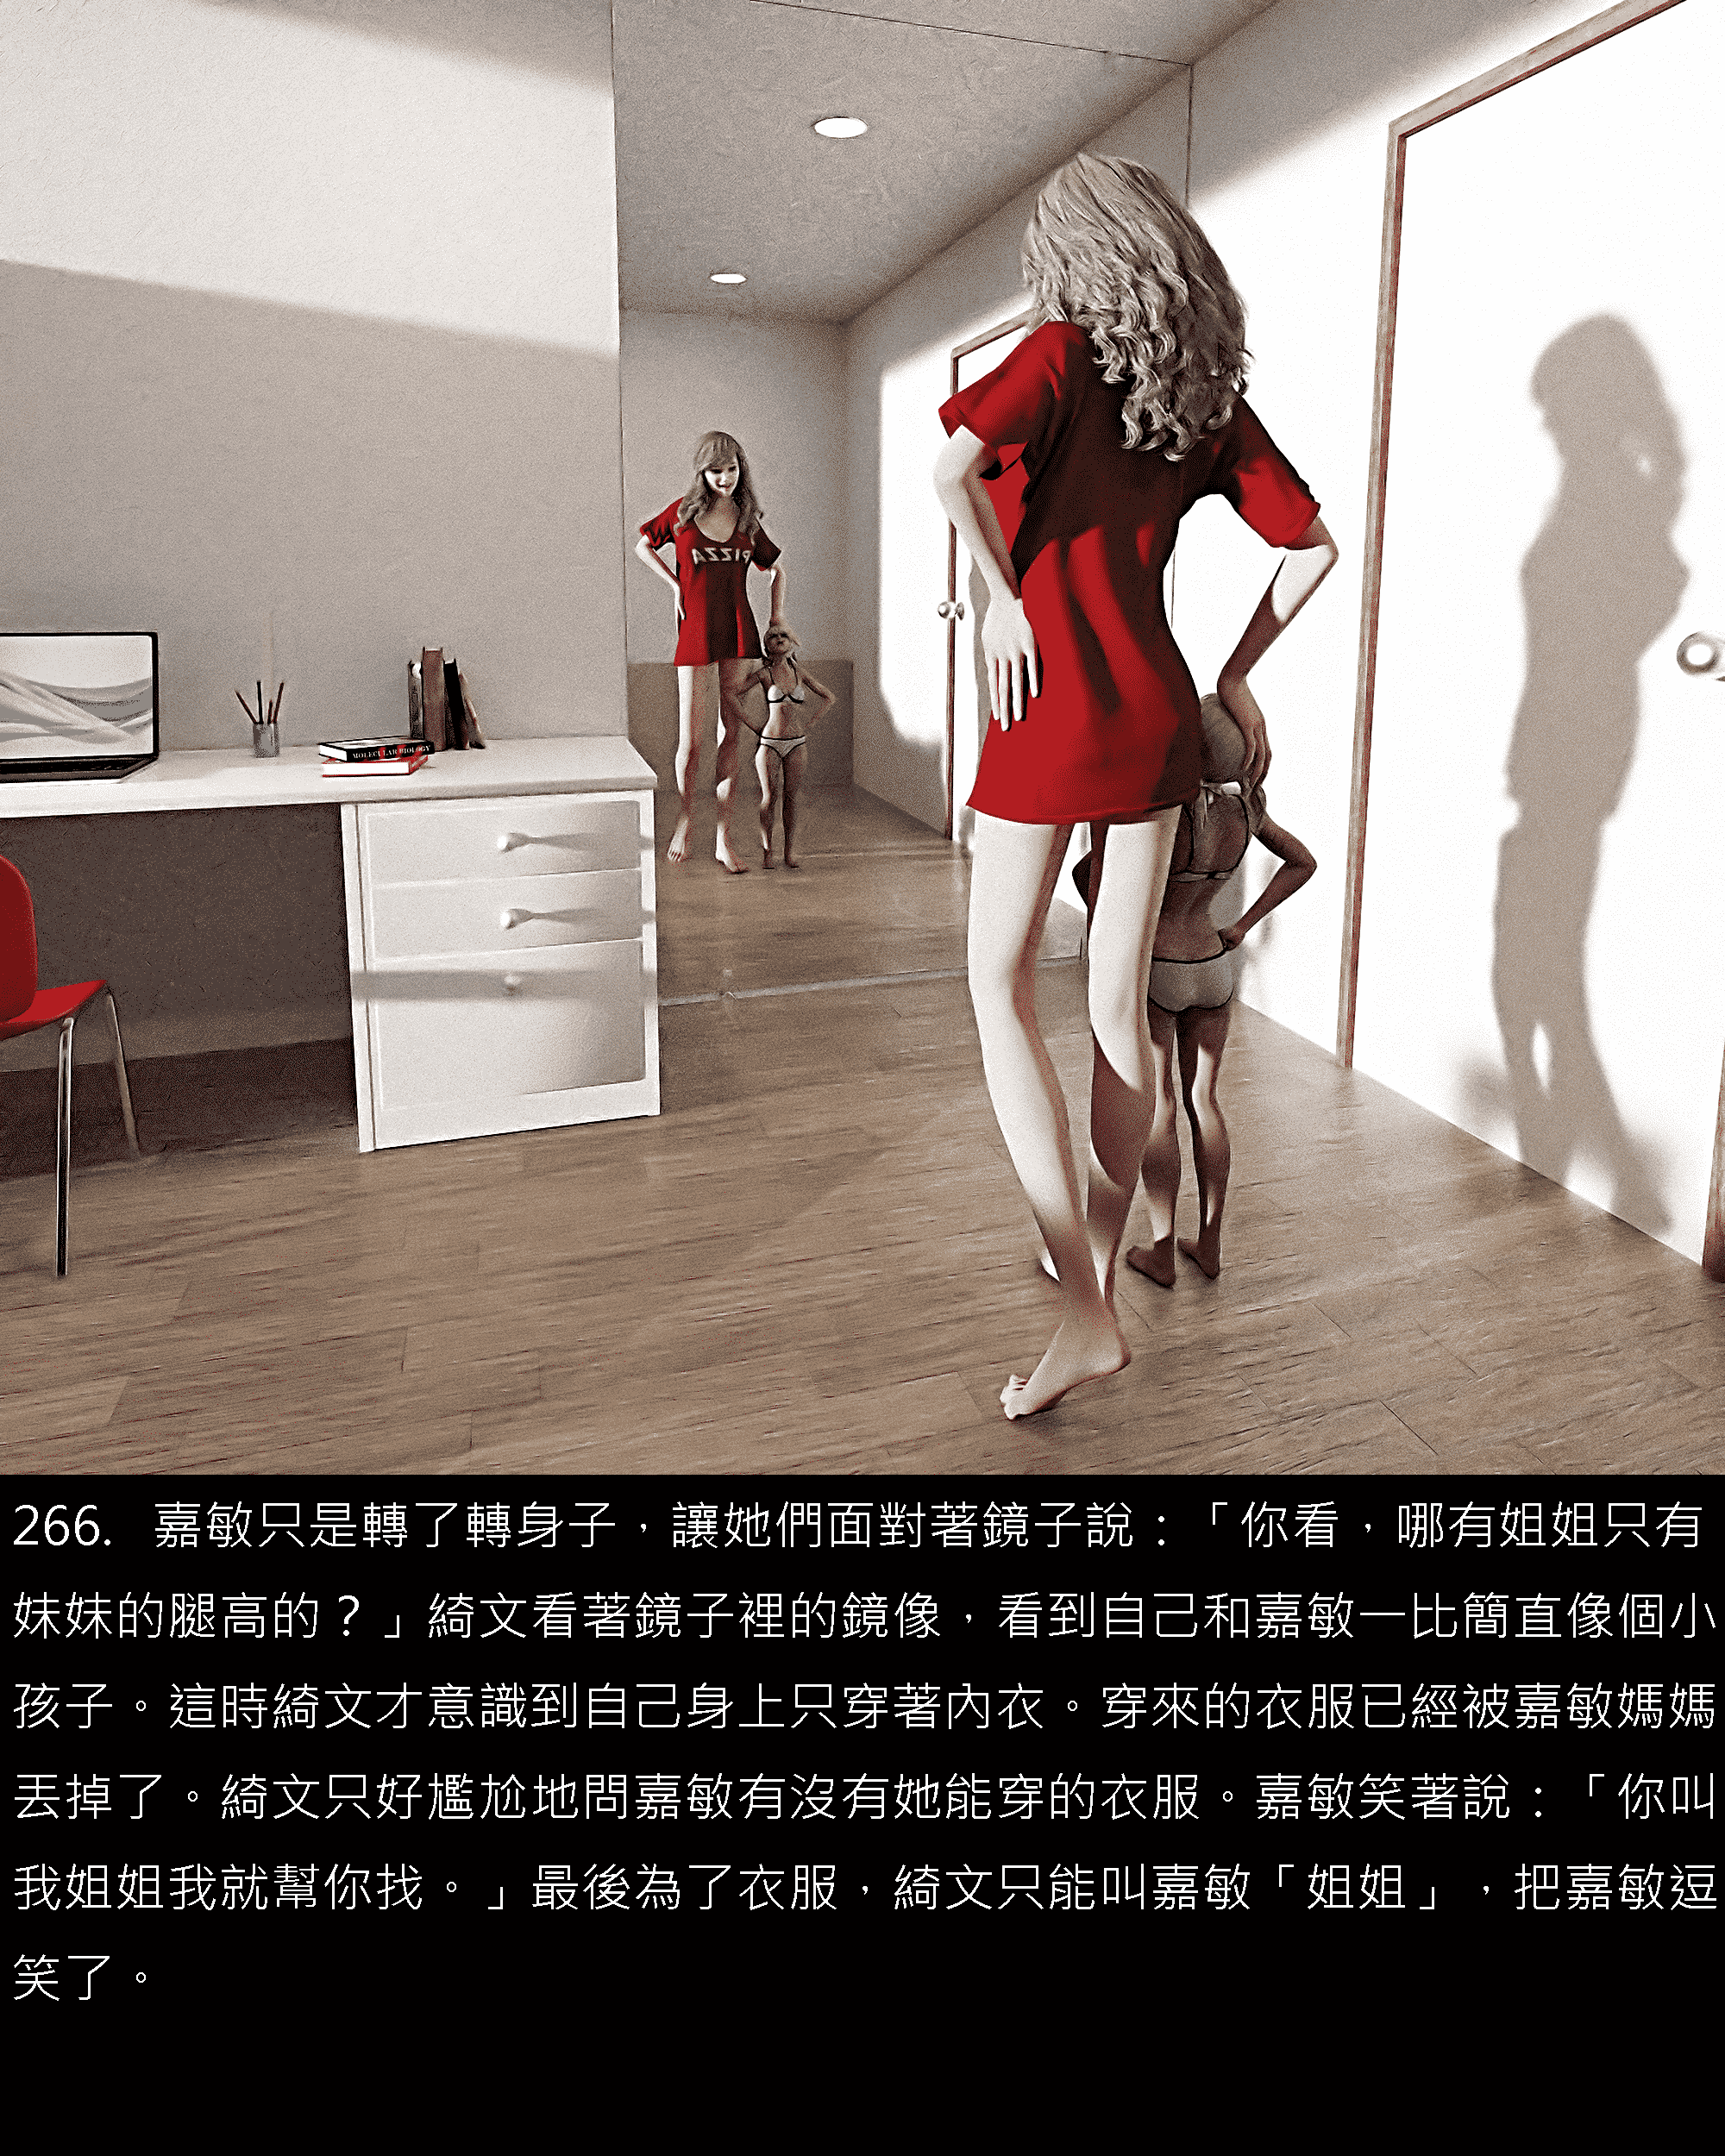 PIZZA
MOLECULAR BIOLOGY
266. 嘉敏只是轉了轉身子，讓她們面對著鏡子說：「你看，哪有姐姐只有
妹妹的腿高的？」綺文看著鏡子裡的鏡像，看到自己和嘉敏一比簡直像個小
孩子。這時綺文才意識到自己身上只穿著內衣。穿來的衣服已經被嘉敏媽媽
丟掉了。綺文只好尷尬地問嘉敏有沒有她能穿的衣服。嘉敏笑著說：「你叫
我姐姐我就幫你找。」最後為了衣服，綺文只能叫嘉敏「姐姐」，把嘉敏逗
笑了。